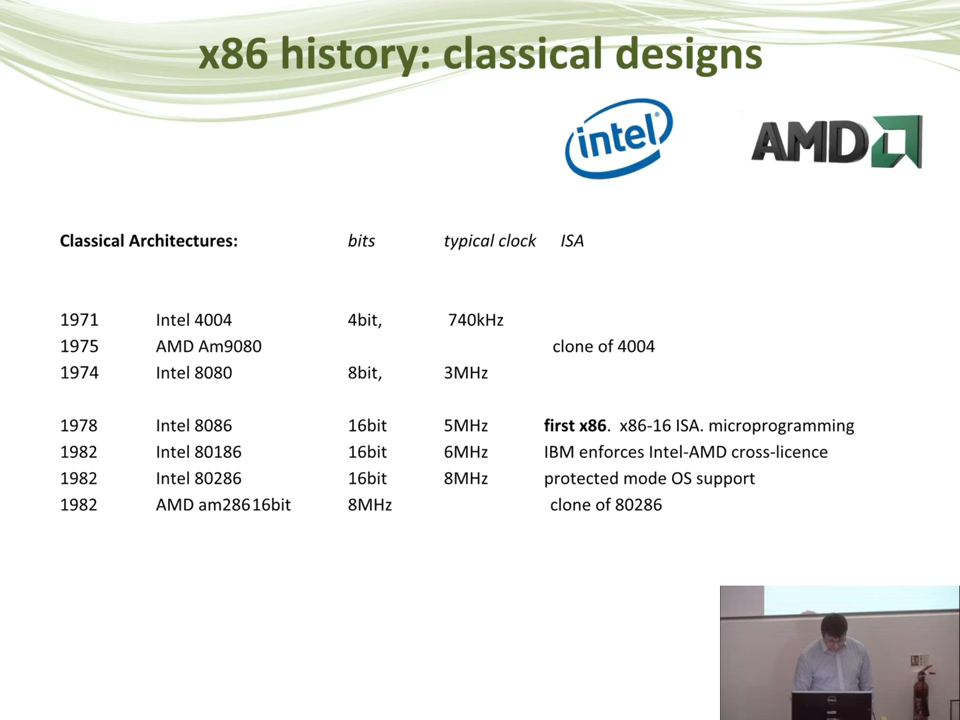 x86 history: classical designs
intel®
AMD
Classical Architectures: bits typical clock ISA
1971 Intel 4004 4bit, 740kHz
1975 AMD Am9080 clone of 4004
1974 Intel 8080 8bit, 3MHz
1978 Intel 8086 16bit 5MHz first x86. x86-16 ISA. microprogramming
1982 Intel 80186 16bit 6MHz IBM enforces Intel-AMD cross-licence
1982 Intel 80286 16bit 8MHz protected mode OS support
1982 AMD am28616bit 8MHz clone of 80286